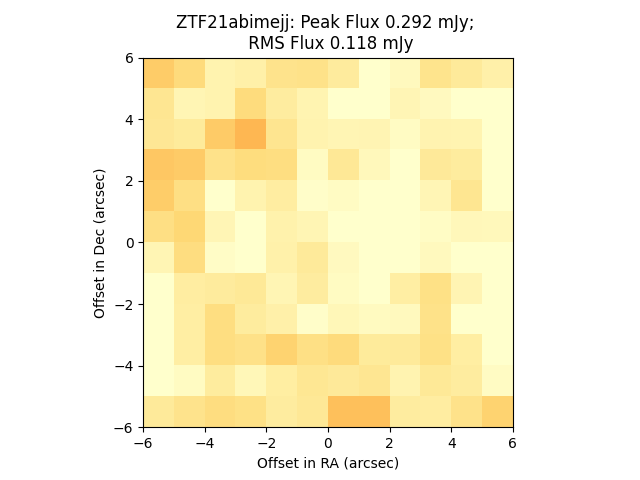 ZTF21abimejj: Peak Flux 0.292 mJy;
RMS Flux 0.118 mJy
6
4
2
0
−2
−4
−6
Offset in Dec (arcsec)
−6 −4 −2 0 2 4 6
Offset in RA (arcsec)